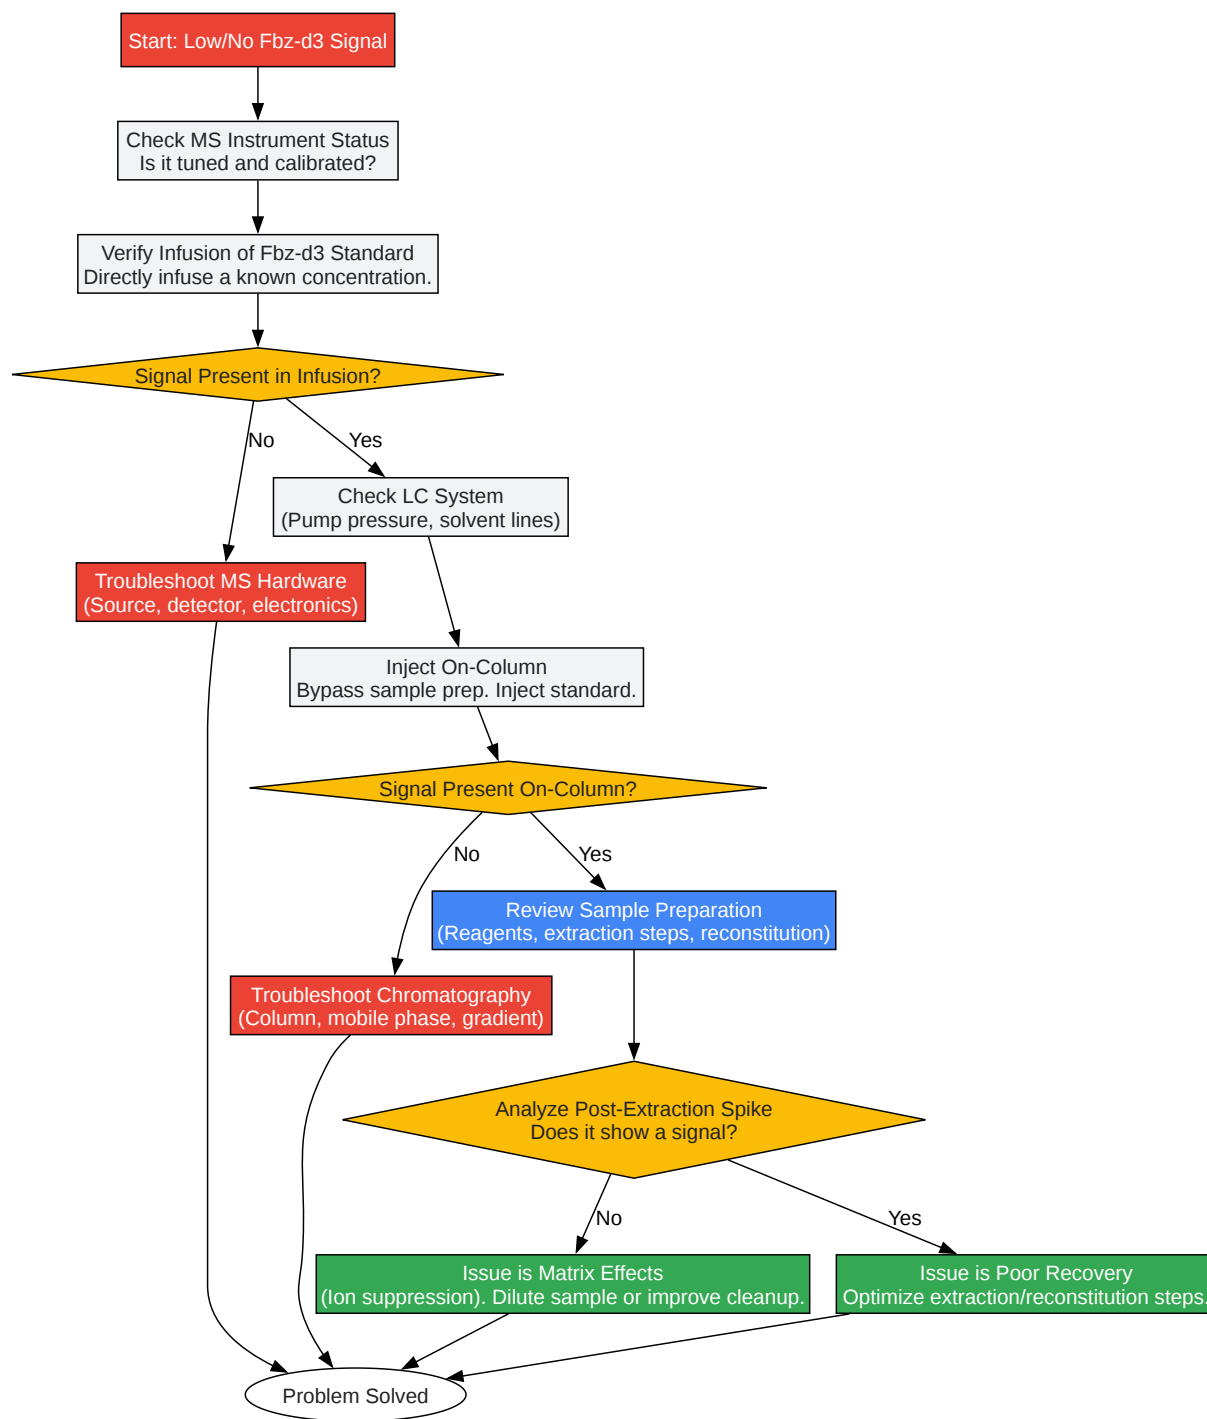 Start: Low/No Fbz-d3 Signal
Check MS Instrument Status
Is it tuned and calibrated?
Verify Infusion of Fbz-d3 Standard
Directly infuse a known concentration.
Signal Present in Infusion?
No
Yes
Check LC System
(Pump pressure, solvent lines)
Troubleshoot MS Hardware
(Source, detector, electronics)
Inject On-Column
Bypass sample prep. Inject standard.
Signal Present On-Column?
No
Yes
Review Sample Preparation
(Reagents, extraction steps, reconstitution)
Troubleshoot Chromatography
(Column, mobile phase, gradient)
Analyze Post-Extraction Spike
Does it show a signal?
No
Yes
Issue is Matrix Effects
(Ion suppression). Dilute sample or improve cleanup.
Issue is Poor Recovery
Optimize extraction/reconstitution steps.
Problem Solved